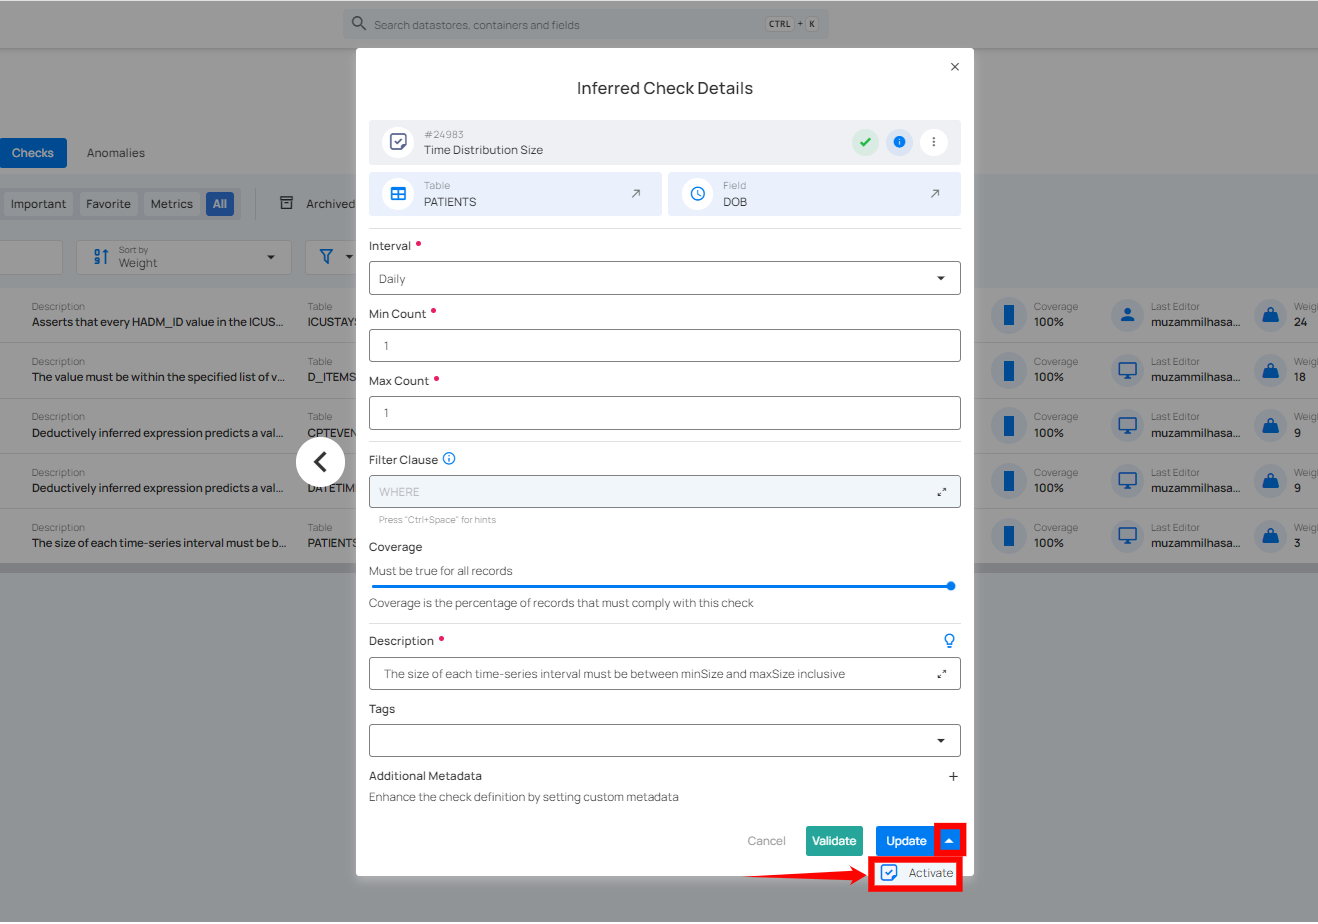 Search datastores, containers and fields
CTRL + K
Inferred Check Details
#24983
Time Distribution Size
Checks
Anomalies
Table
PATIENTS
Field
DOB
Important
Favorite
Metrics
All
Archived
Sort by
Weight
Interval
Daily
Min Count
1
Max Count
1
Filter Clause
WHERE
Press "Ctrl+Space" for hints
Coverage
Must be true for all records
Coverage is the percentage of records that must comply with this check
Description
The size of each time-series interval must be between minSize and maxSize inclusive
Tags
Additional Metadata
Enhance the check definition by setting custom metadata
Cancel
Validate
Update
Activate
Description
Asserts that every HADM_ID value in the ICUS...
Table
ICUSTAYS
Coverage
100%
Last Editor
muzammilhasa...
Weigh
24
Description
The value must be within the specified list of v...
Table
D_ITEMS
Coverage
100%
Last Editor
muzammilhasa...
Weigh
18
Description
Deductively inferred expression predicts a val...
Table
CPTEVEN
Coverage
100%
Last Editor
muzammilhasa...
Weigh
9
Description
Deductively inferred expression predicts a val...
Table
DATETIM
Coverage
100%
Last Editor
muzammilhasa...
Weigh
9
Description
The size of each time-series interval must be b...
Table
PATIENTS
Coverage
100%
Last Editor
muzammilhasa...
Weigh
3